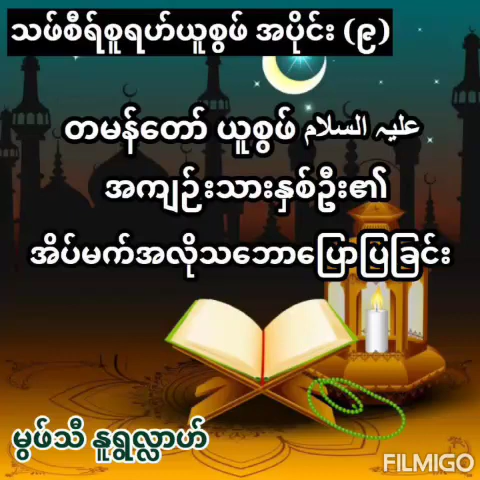 သဖ်စီရ်စူရဟ်ယူစွဖ် အပိုင်း (၉)
တမန်တော် ယူစွဖ် علیہ السلام
အကျဉ်းသားနှစ်ဦး၏
အိပ်မက်အလိုသဘောပြောပြခြင်း
မွဖ်သီ နူရွလ္လာဟ်
FILMIGO